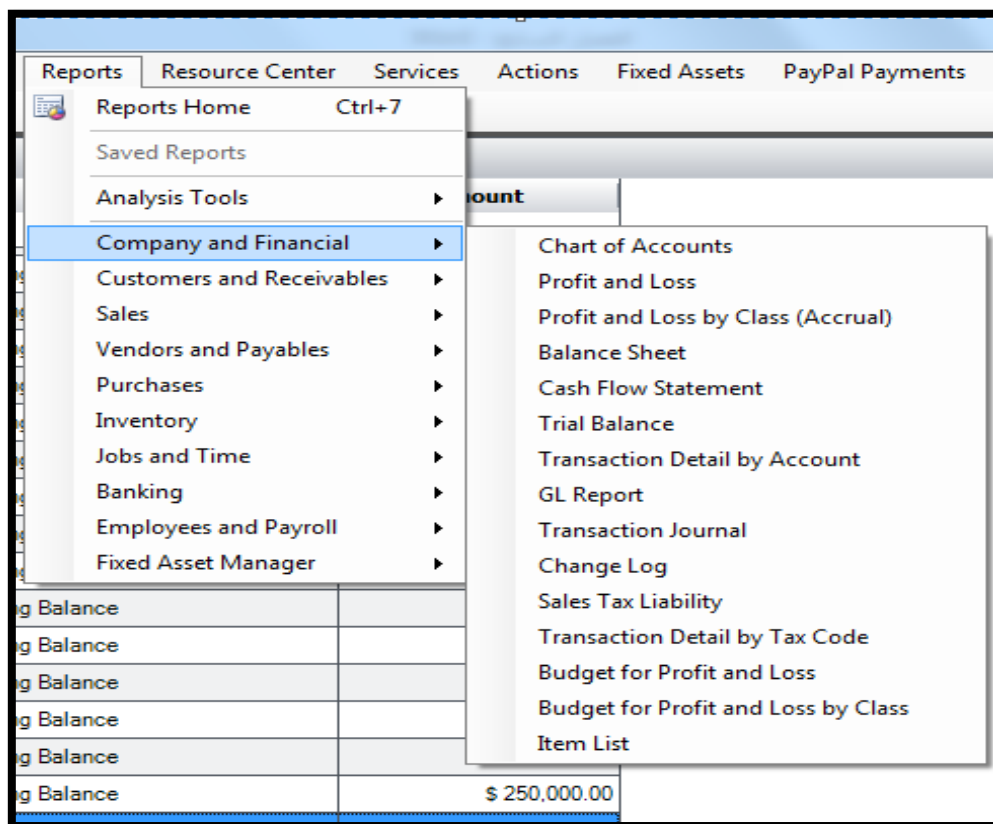 Reports Resource Center Services Actions Fixed Assets PayPal Payments
Reports Home Ctrl+7
Saved Reports
Analysis Tools
ount
Company and Financial
Customers and Receivables
Sales
Vendors and Payables
Purchases
Inventory
Jobs and Time
Banking
Employees and Payroll
Fixed Asset Manager
Chart of Accounts
Profit and Loss
Profit and Loss by Class (Accrual)
Balance Sheet
Cash Flow Statement
Trial Balance
Transaction Detail by Account
GL Report
Transaction Journal
Change Log
Sales Tax Liability
Transaction Detail by Tax Code
Budget for Profit and Loss
Budget for Profit and Loss by Class
Item List
g Balance
g Balance
g Balance
g Balance
g Balance
g Balance $ 250,000.00